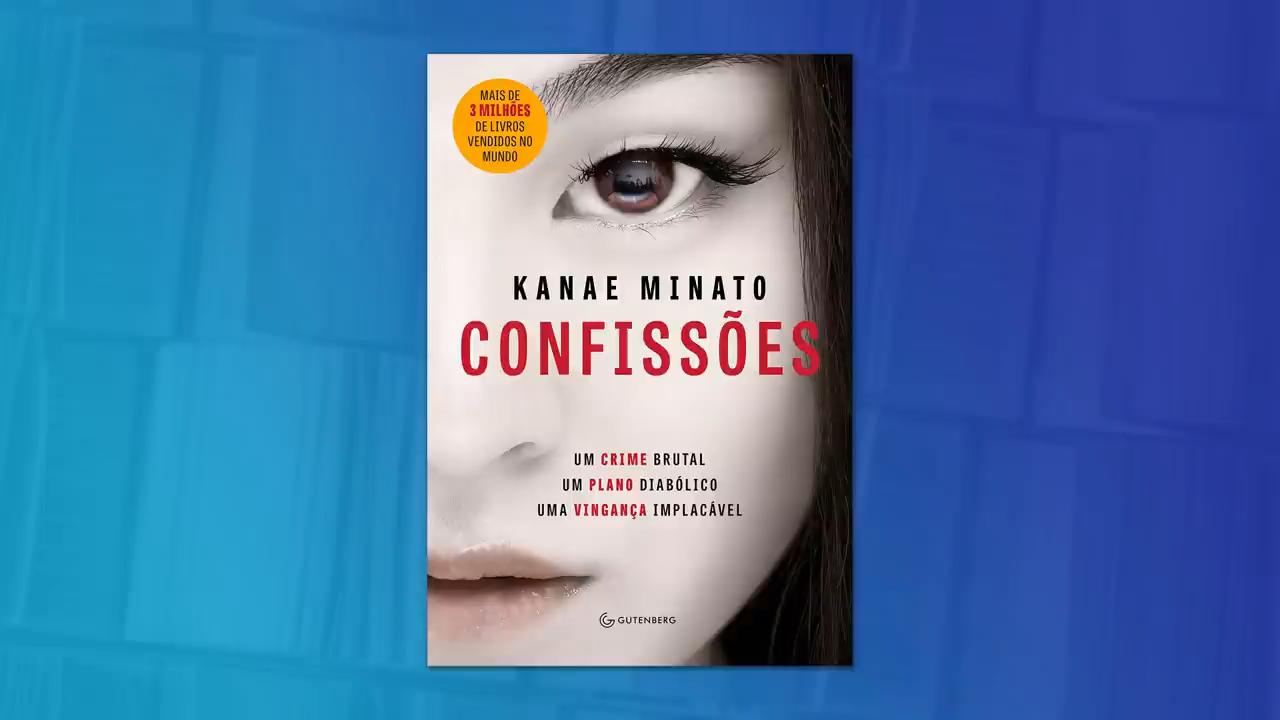 MAIS DE
3 MILHÕES
DE LIVROS
VENDIDOS NO
MUNDO
KANAE MINATO
CONFISSÕES
UM CRIME BRUTAL
UM PLANO DIABÓLICO
UMA VINGANÇA IMPLACÁVEL
GUTENBERG